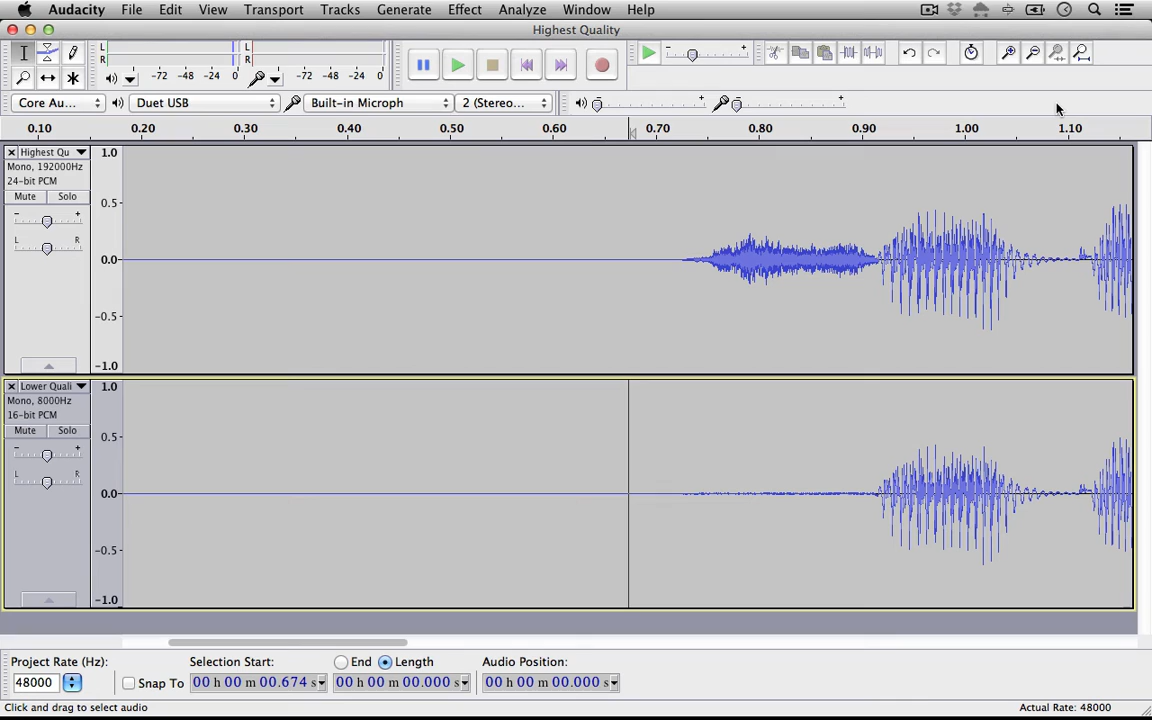 Audacity File Edit View Transport Tracks Generate Effect Analyze Window Help
Highest Quality
L
R
-72 -48 -24 0
L
R
-72 -48 -24 0
Core Au... Duet USB Built-in Microph 2 (Stereo...
- +
- +
- +
0.10 0.20 0.30 0.40 0.50 0.60 0.70 0.80 0.90 1.00 1.10
Highest Qu
Mono, 192000Hz
24-bit PCM
Mute Solo
- +
L R
1.0
0.5-
0.0-
-0.5-
-1.0
Lower Quali
Mono, 8000Hz
16-bit PCM
Mute Solo
- +
L R
1.0
0.5-
0.0-
-0.5-
-1.0
Project Rate (Hz): Selection Start: End Length Audio Position:
48000 Snap To 00 h 00 m 00.674 s 00 h 00 m 00.000 s 00 h 00 m 00.000 s
Click and drag to select audio Actual Rate: 48000